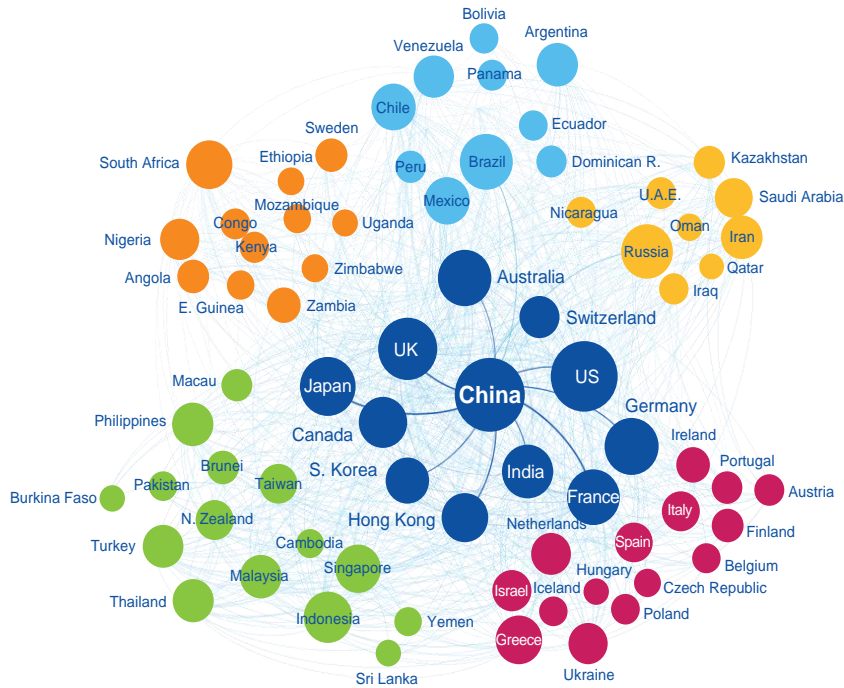 Bolivia
Argentina
Venezuela
Panama
Chile
Ecuador
Sweden
South Africa
Ethiopia
Peru
Brazil
Dominican R.
Kazakhstan
Mexico
U.A.E.
Saudi Arabia
Mozambique
Nicaragua
Congo
Uganda
Oman
Nigeria
Kenya
Russia
Iran
Angola
Zimbabwe
Australia
Qatar
E. Guinea
Zambia
Iraq
Switzerland
UK
Macau
Japan
China
US
Philippines
Canada
Germany
Ireland
Brunei
S. Korea
India
Portugal
Pakistan
Taiwan
Burkina Faso
France
Austria
N. Zealand
Hong Kong
Italy
Netherlands
Finland
Turkey
Cambodia
Spain
Singapore
Hungary
Belgium
Malaysia
Israel
Iceland
Czech Republic
Thailand
Indonesia
Yemen
Poland
Greece
Sri Lanka
Ukraine